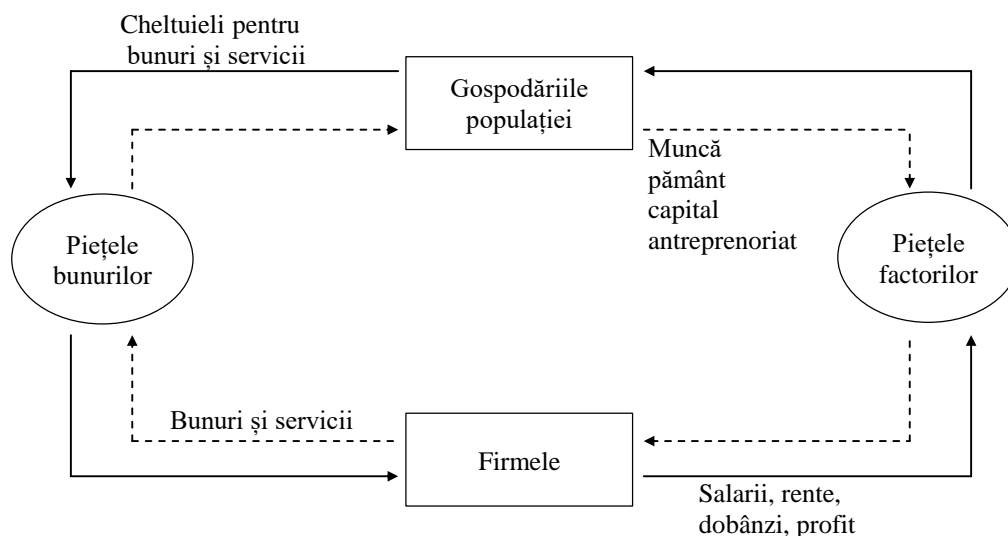 Cheltuieli pentru
bunuri și servicii
Gospodăriile
populației
Muncă
pământ
capital
antreprenoriat
Piețele
bunurilor
Piețele
factorilor
Bunuri și servicii
Firmele
Salarii, rente,
dobânzi, profit